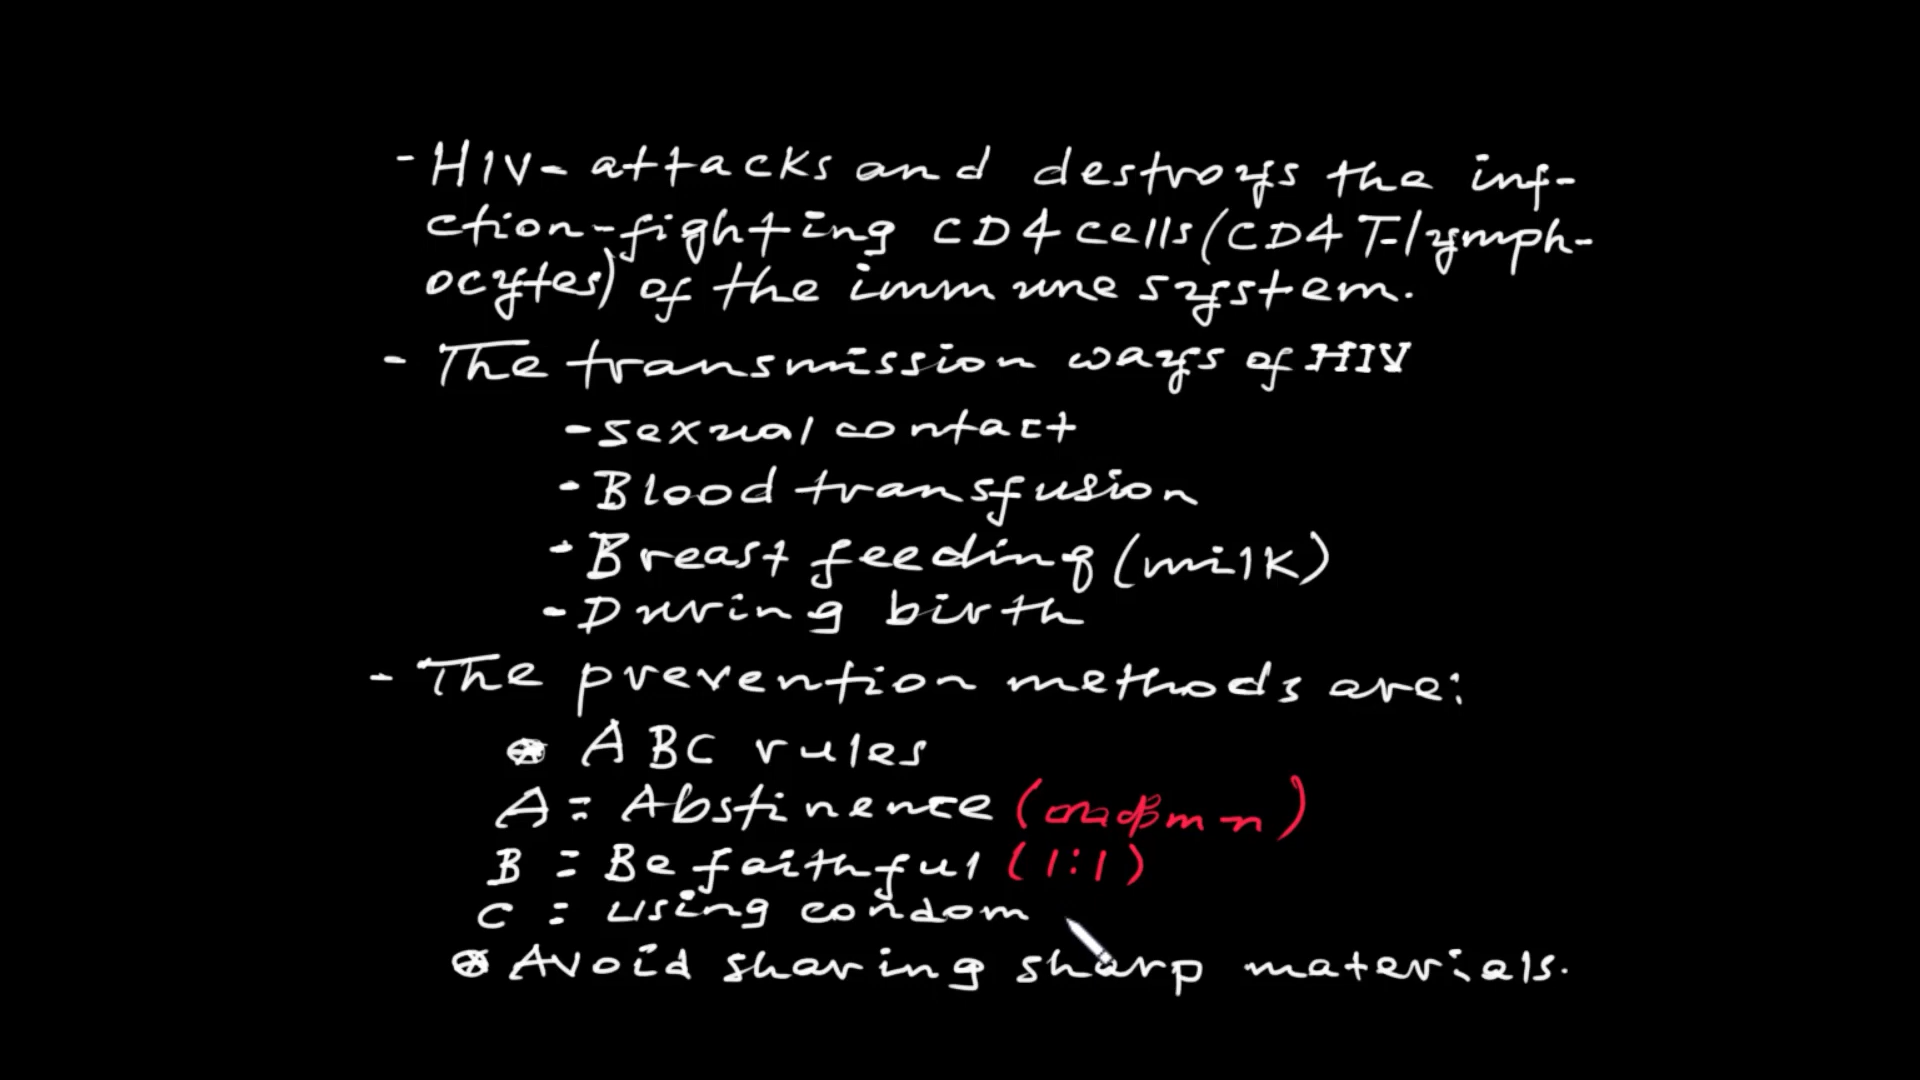 - HIV- attacks and destroys the inf-
ction-fighting CD4 cells (CD4 T-lymph-
ocytes) of the immune system.
- The transmission ways of HIV
- sexual contact
- Blood transfusion
- Breast feeding (milk)
- During birth
- The prevention methods are:
⊛ ABC rules
A = Abstinence
B = Be faithful (1:1)
C = using condom
⊛ Avoid sharing sharp materials.